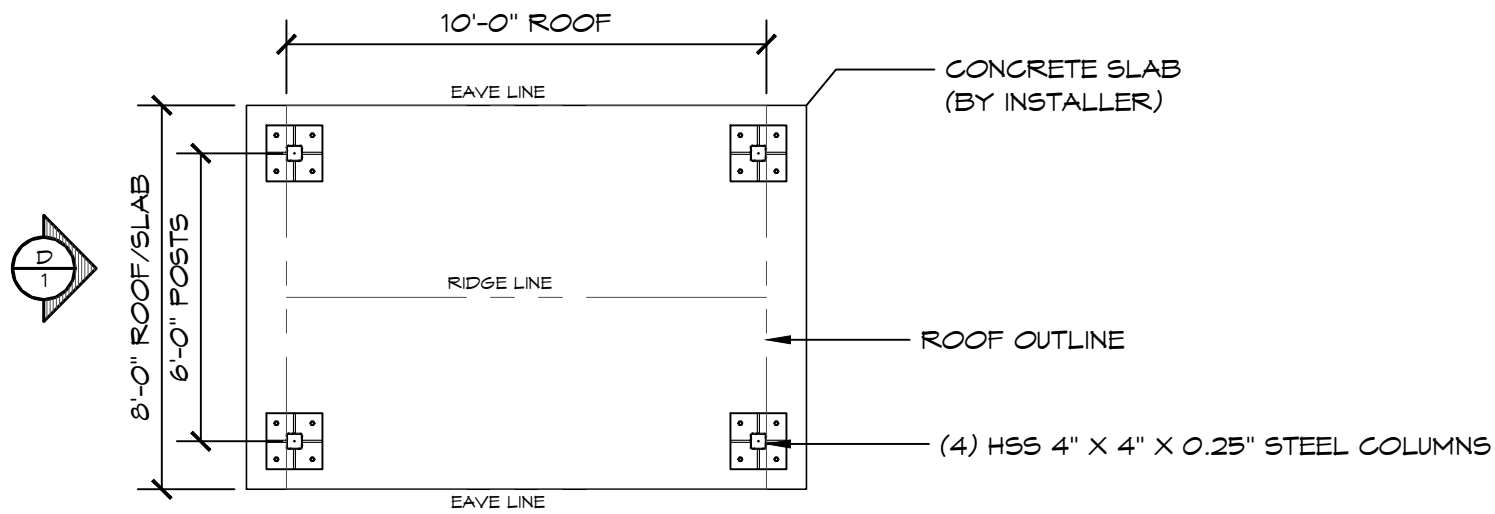 10'-0" ROOF
CONCRETE SLAB
(BY INSTALLER)
EAVE LINE
8'-0" ROOF/SLAB
6'-0" POSTS
D
1
RIDGE LINE
ROOF OUTLINE
(4) HSS 4" X 4" X 0.25" STEEL COLUMNS
EAVE LINE